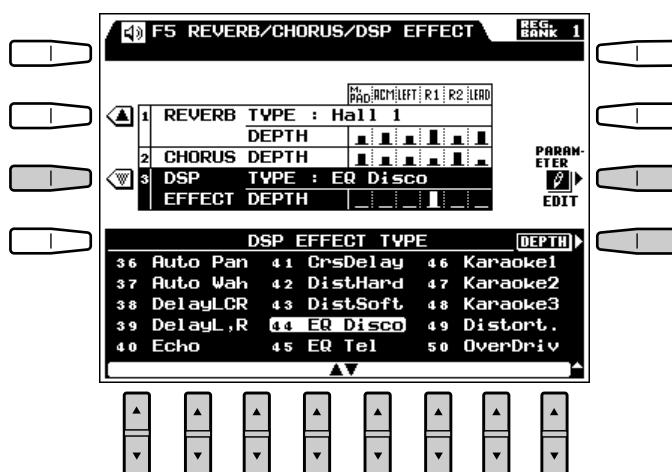 F5 REVERB/CHORUS/DSP EFFECT REG. BANK 1
M. PAD ACM LEFT R1 R2 LEAD
1 REVERB TYPE : Hall 1
DEPTH
2 CHORUS DEPTH
3 DSP TYPE : EQ Disco
EFFECT DEPTH
PARAM-
ETER
EDIT
DSP EFFECT TYPE DEPTH
36 Auto Pan 41 CrsDelay 46 Karaoke1
37 Auto Wah 42 DistHard 47 Karaoke2
38 DelayLCR 43 DistSoft 48 Karaoke3
39 DelayL,R 44 EQ Disco 49 Distort.
40 Echo 45 EQ Tel 50 OverDriv